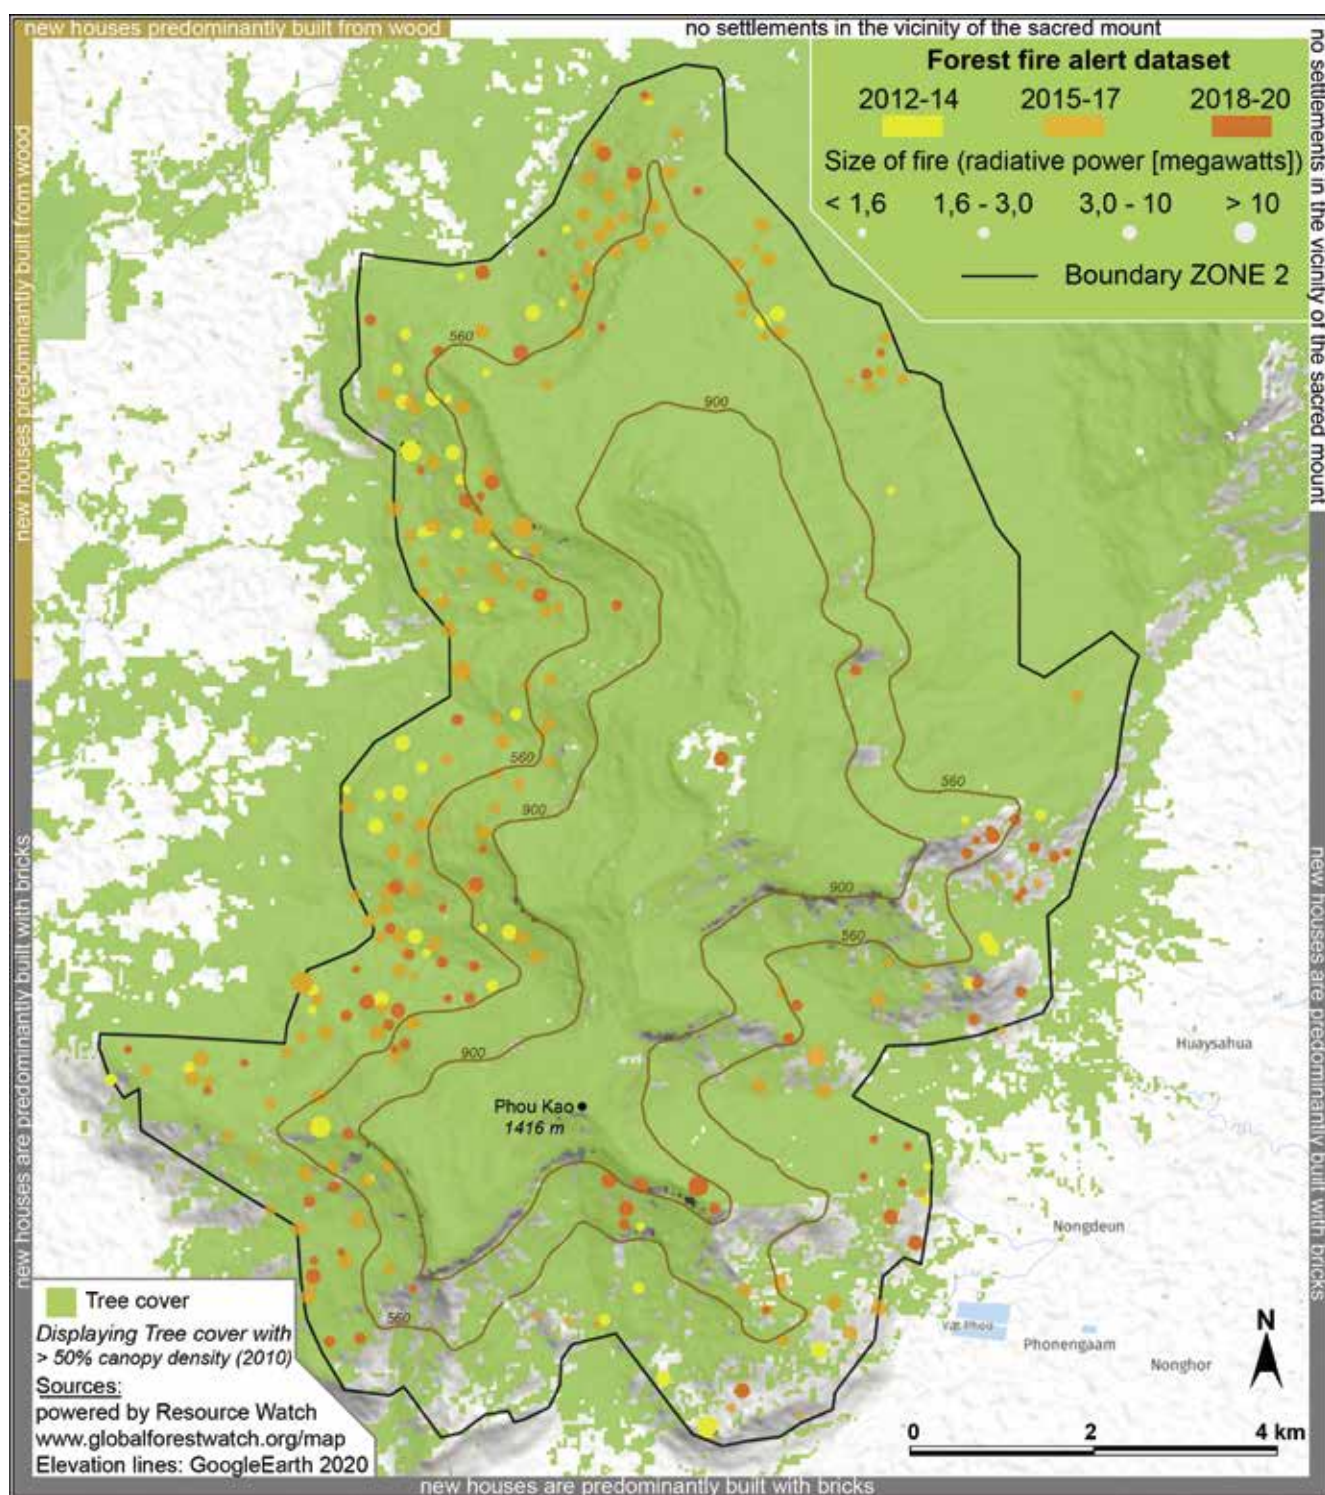 new houses predominantly built from wood
no settlements in the vicinity of the sacred mount
Forest fire alert dataset
2012-14 2015-17 2018-20
Size of fire (radiative power [megawatts])
< 1,6 1,6 - 3,0 3,0 - 10 > 10
Boundary ZONE 2
no settlements in the vicinity of the sacred mount
new houses predominantly built from wood
560
900
560
560
900
900
560
900
Huaysahua
Phou Kao
1416 m
Nongdeun
560
Vat Phou
Phonengaam
Nonghor
N
0 2 4 km
new houses are predominantly built with bricks
new houses are predominantly built with bricks
Tree cover
Displaying Tree cover with
> 50% canopy density (2010)
Sources:
powered by Resource Watch
www.globalforestwatch.org/map
Elevation lines: GoogleEarth 2020
new houses are predominantly built with bricks